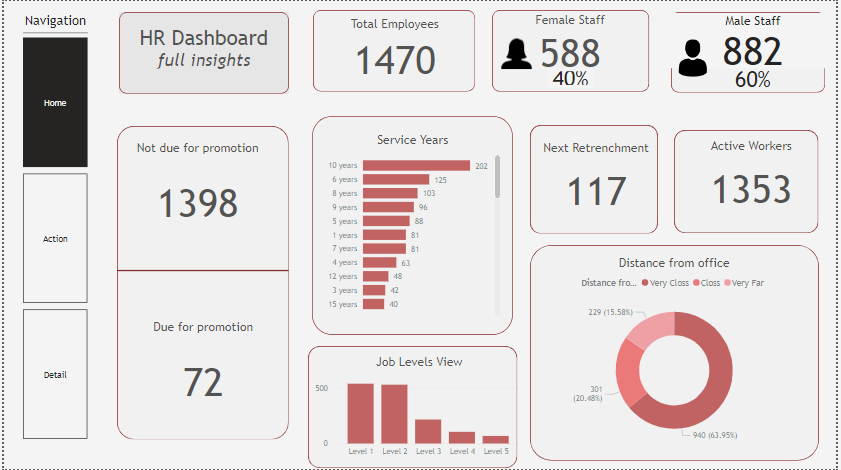 Navigation
Home
Action
Detail
HR Dashboard
full insights
Total Employees
1470
Female Staff
588
40%
Male Staff
882
60%
Not due for promotion
1398
Due for promotion
72
Service Years
10 years 202
6 years 125
8 years 103
9 years 96
5 years 88
1 years 81
7 years 81
4 years 63
12 years 48
3 years 42
15 years 40
Next Retrenchment
117
Active Workers
1353
Job Levels View
500
0
Level 1 Level 2 Level 3 Level 4 Level 5
Distance from office
Distance fro... Very Closs Closs Very Far
229 (15.58%)
301
(20.48%)
940 (63.95%)